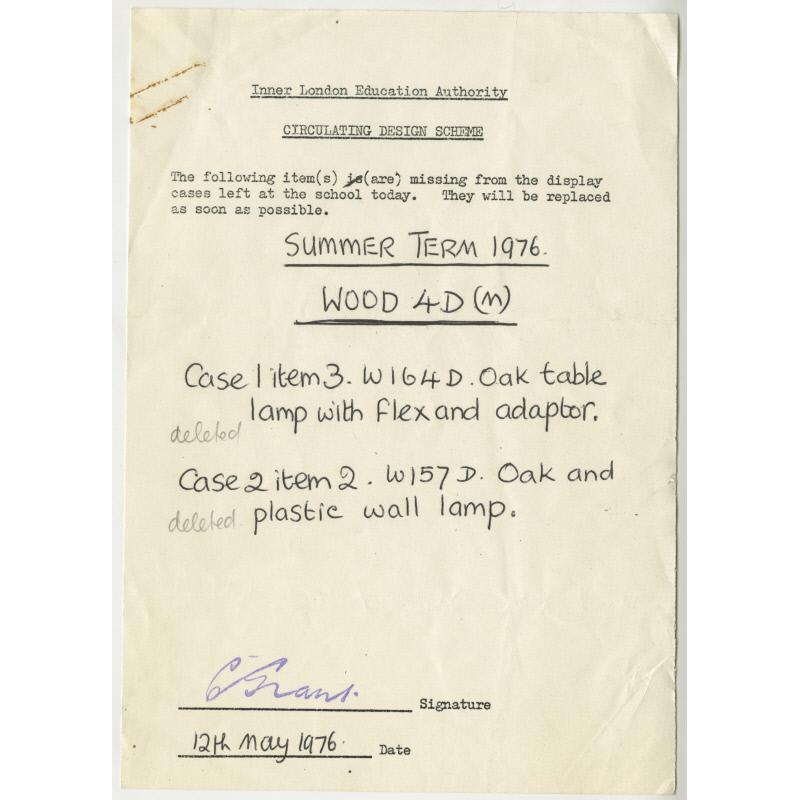 Inner London Education Authority
CIRCULATING DESIGN SCHEME
The following item(s) is(are) missing from the display
cases left at the school today. They will be replaced
as soon as possible.
SUMMER TERM 1976.
WOOD 4D (M)
Case 1 item 3. W164D. Oak table
lamp with flex and adaptor.
deleted
Case 2 item 2. W157D. Oak and
deleted plastic wall lamp.
C Grant. Signature
12th May 1976. Date